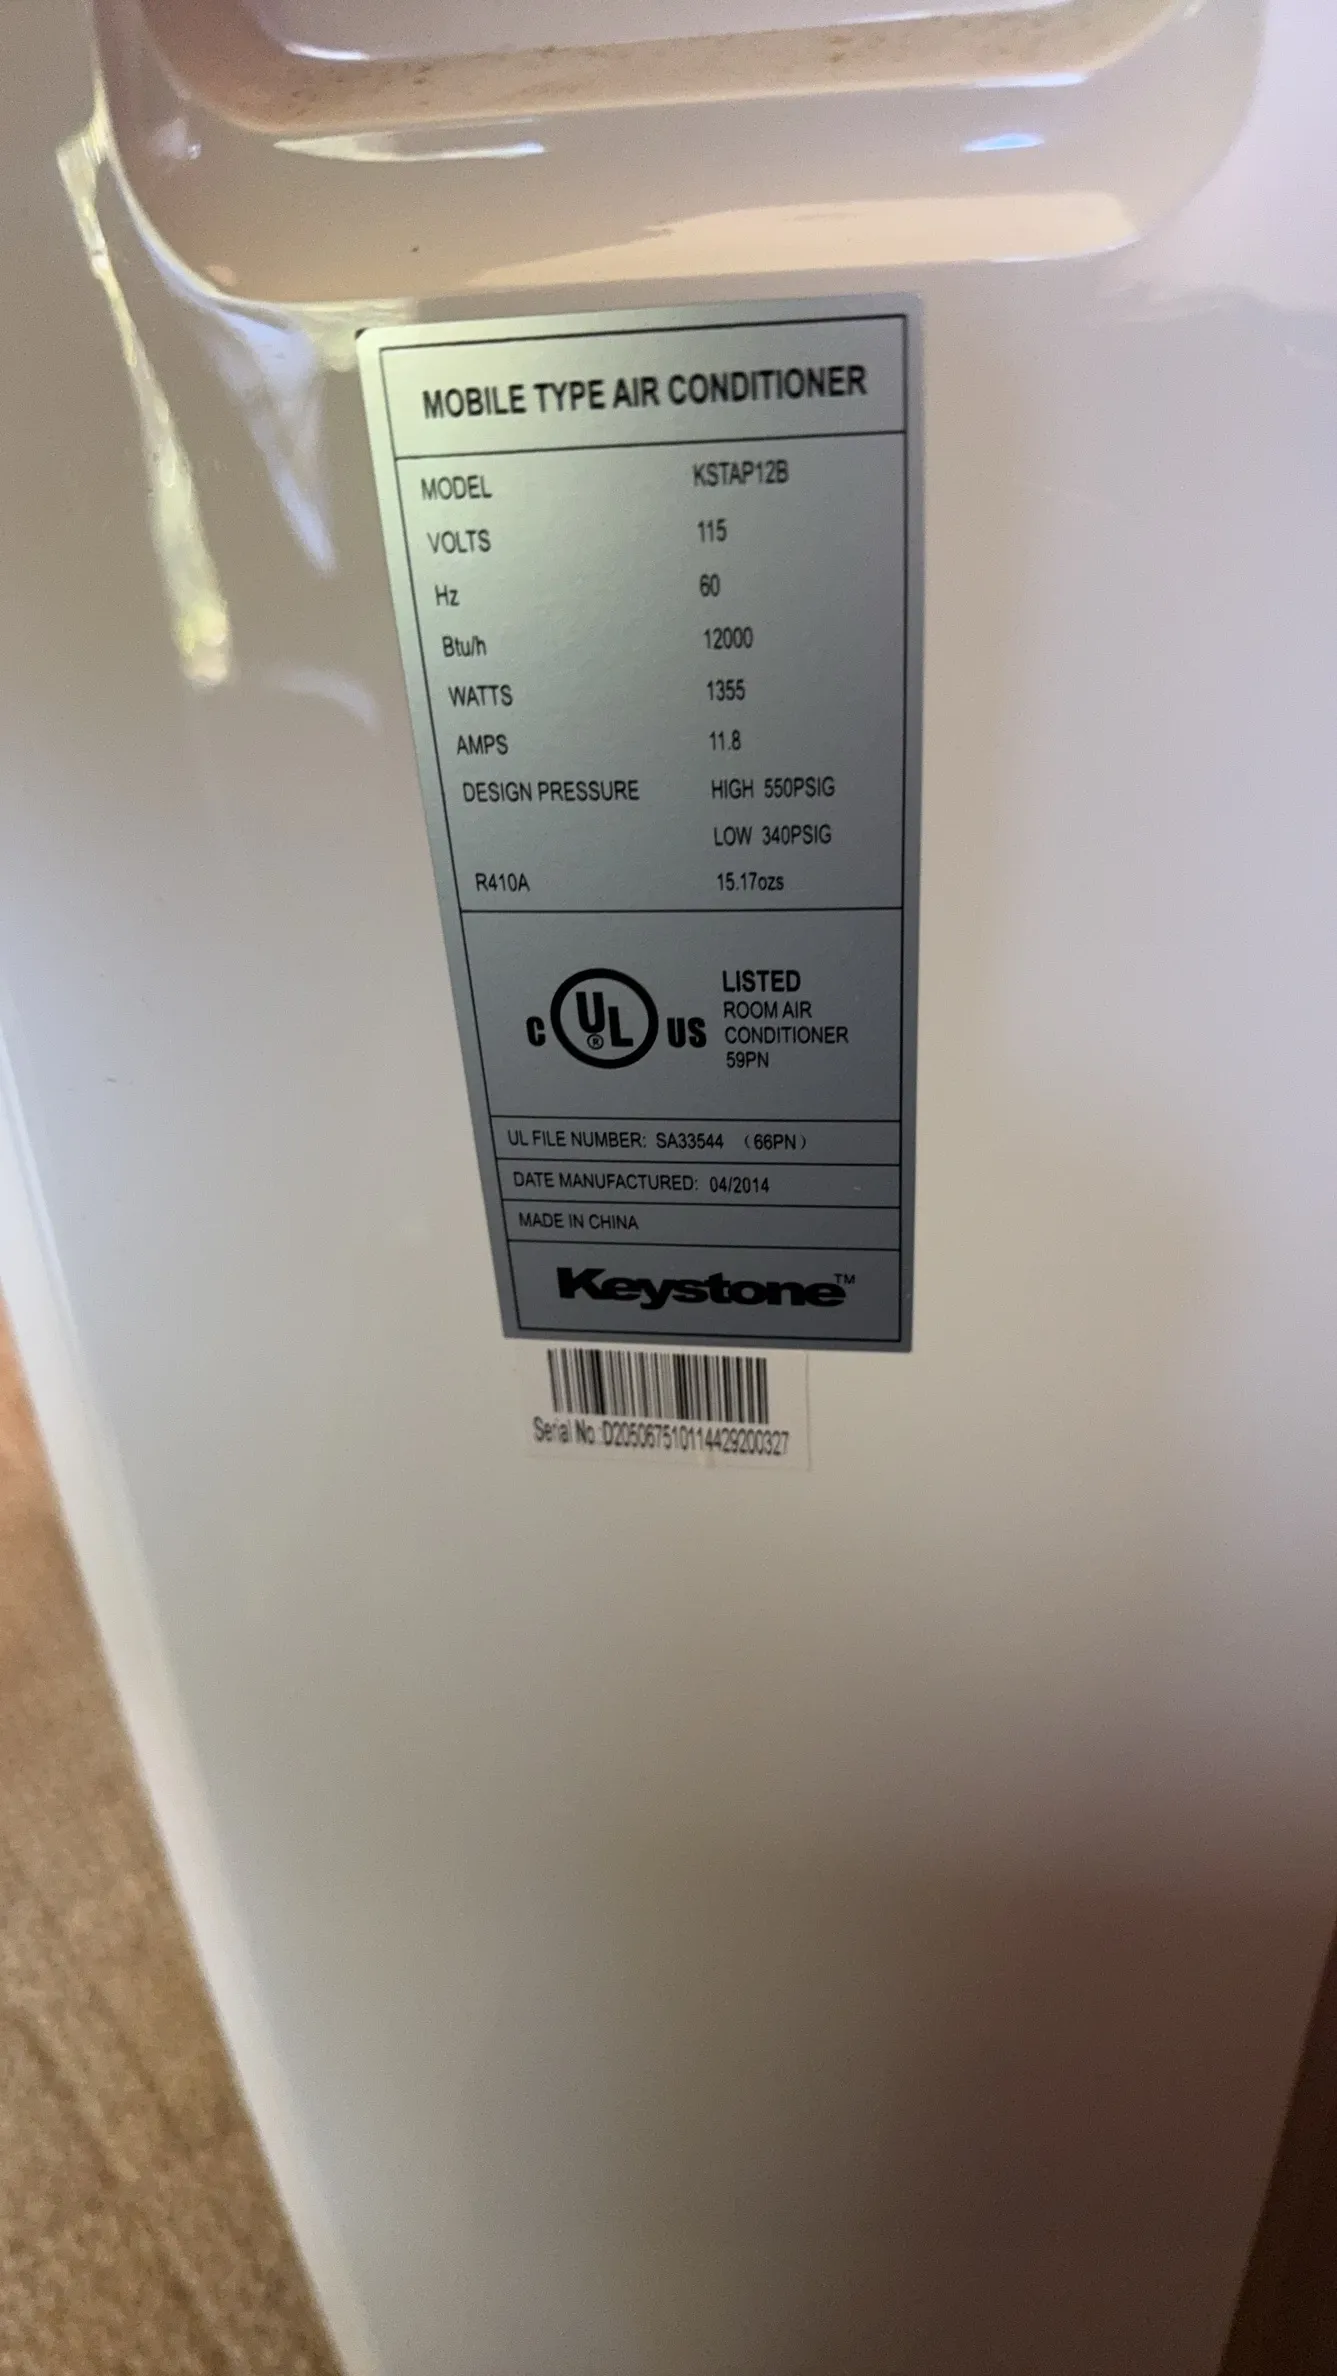 MOBILE TYPE AIR CONDITIONER
MODEL KSTAP12B
VOLTS 115
Hz 60
Btu/h 12000
WATTS 1355
AMPS 11.8
DESIGN PRESSURE HIGH 550PSIG
LOW 340PSIG
R410A 15.17ozs
C UL® US LISTED
ROOM AIR
CONDITIONER
59PN
UL FILE NUMBER: SA33544 (66PN)
DATE MANUFACTURED: 04/2014
MADE IN CHINA
Keystone™
Serial No.:D205067510114429200327